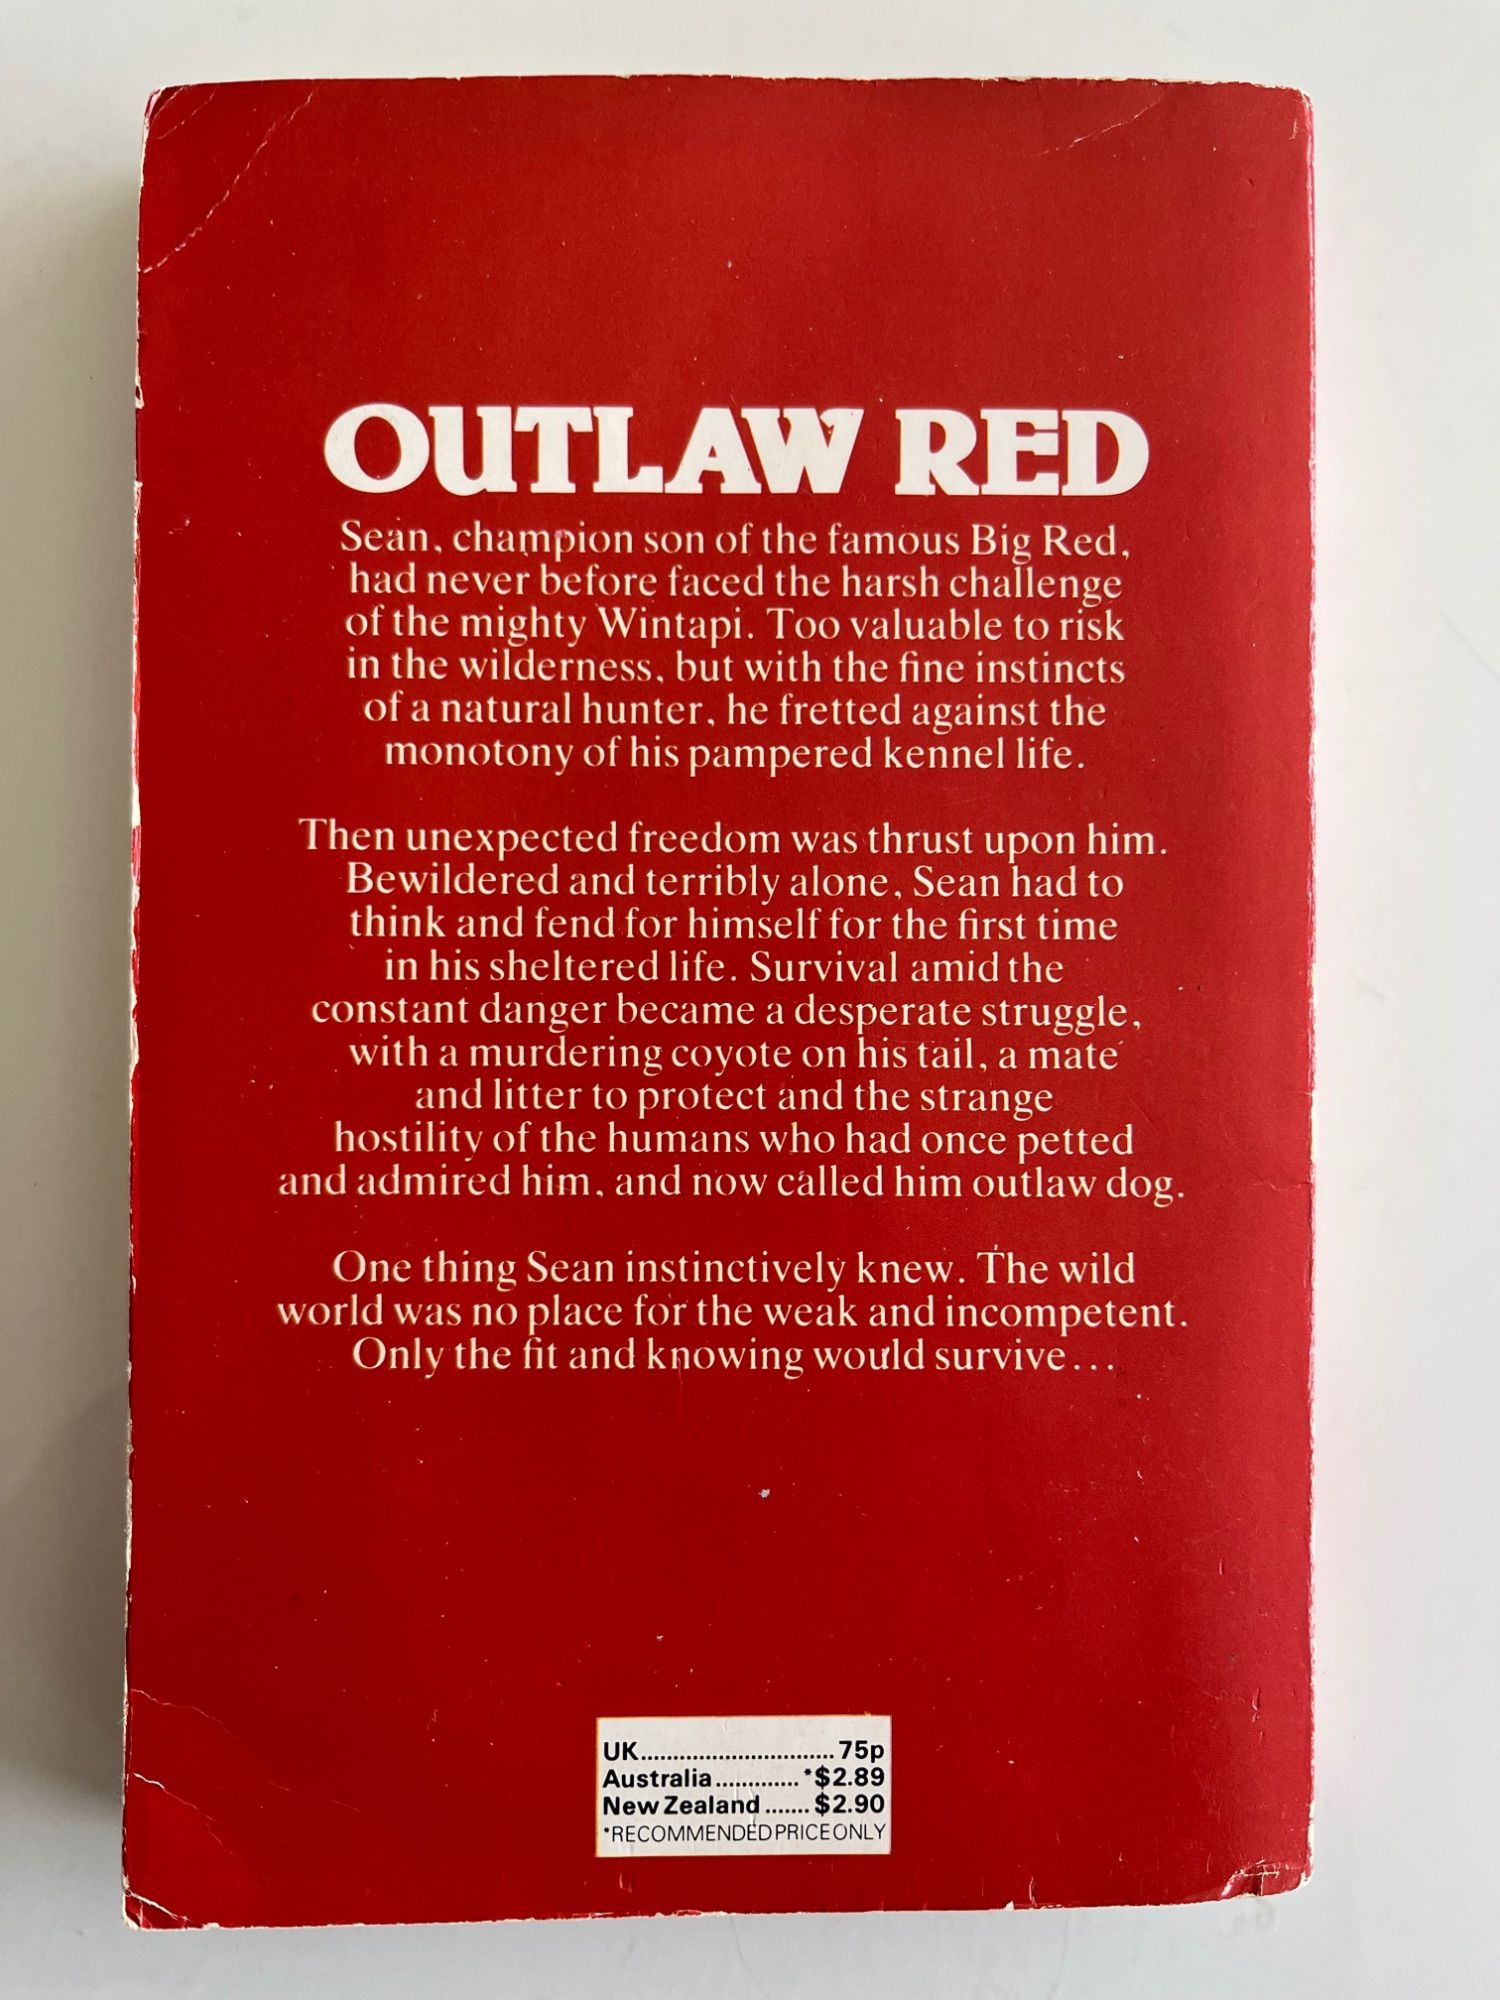 OUTLAW RED
Sean, champion son of the famous Big Red,
had never before faced the harsh challenge
of the mighty Wintapi. Too valuable to risk
in the wilderness, but with the fine instincts
of a natural hunter, he fretted against the
monotony of his pampered kennel life.
Then unexpected freedom was thrust upon him.
Bewildered and terribly alone, Sean had to
think and fend for himself for the first time
in his sheltered life. Survival amid the
constant danger became a desperate struggle,
with a murdering coyote on his tail, a mate
and litter to protect and the strange
hostility of the humans who had once petted
and admired him, and now called him outlaw dog.
One thing Sean instinctively knew. The wild
world was no place for the weak and incompetent.
Only the fit and knowing would survive...
UK.............................. 75p
Australia............. *$2.89
New Zealand....... $2.90
*RECOMMENDED PRICE ONLY